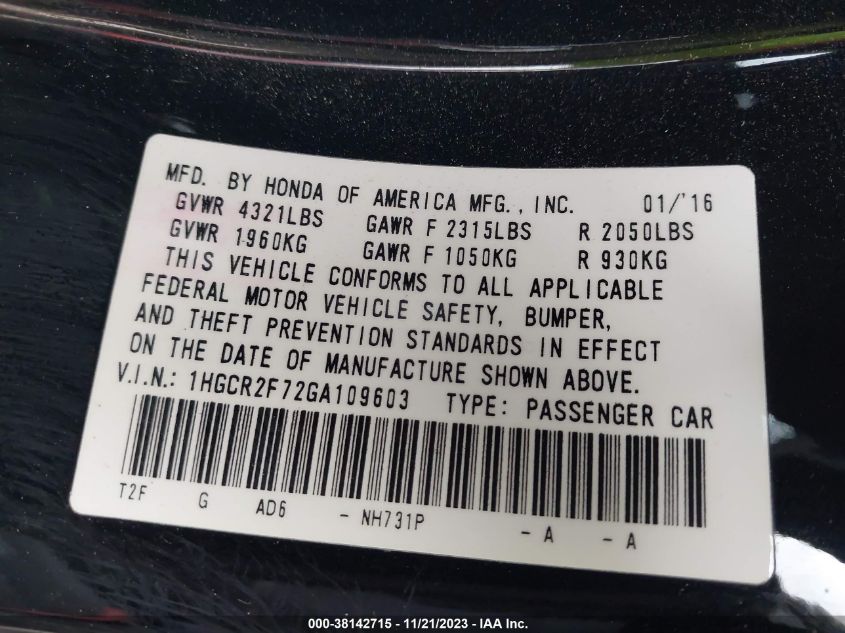 MFD. BY HONDA OF AMERICA MFG., INC. 01/'16
GVWR 4321LBS GAWR F 2315LBS R 2050LBS
GVWR 1960KG GAWR F 1050KG R 930KG
THIS VEHICLE CONFORMS TO ALL APPLICABLE
FEDERAL MOTOR VEHICLE SAFETY, BUMPER,
AND THEFT PREVENTION STANDARDS IN EFFECT
ON THE DATE OF MANUFACTURE SHOWN ABOVE.
V.I.N.: 1HGCR2F72GA109603 TYPE: PASSENGER CAR
T2F G AD6 - NH731P - A - A
000-38142715 - 11/21/2023 - IAA Inc.